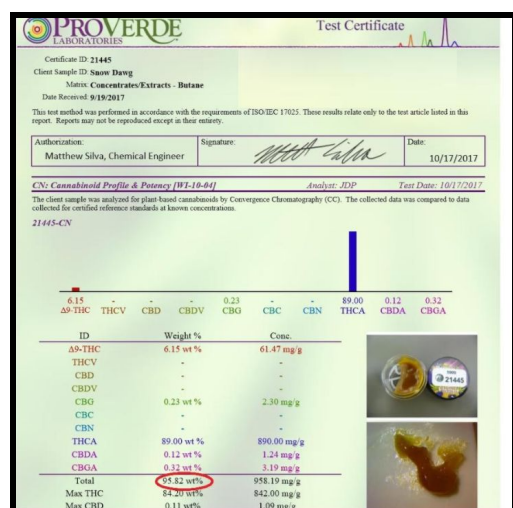 PROVERDE
LABORATORIES
Test Certificate
Certificate ID: 21445
Client Sample ID: Snow Dawg
Matrix: Concentrates/Extracts - Butane
Date Received: 9/19/2017
This test method was performed in accordance with the requirements of ISO/IEC 17025. These results relate only to the test article listed in this
report. Reports may not be reproduced except in their entirety.
Authorization: Signature: Date:
Matthew Silva, Chemical Engineer 10/17/2017
CN: Cannabinoid Profile & Potency [WI-10-04] Analyst: JDP Test Date: 10/17/2017
The client sample was analyzed for plant-based cannabinoids by Convergence Chromatography (CC). The collected data was compared to data
collected for certified reference standards at known concentrations.
21445-CN
6.15 - - - 0.23 - - 89.00 0.12 0.32
Δ9-THC THCV CBD CBDV CBG CBC CBN THCA CBDA CBGA
ID Weight % Conc.
Δ9-THC 6.15 wt % 61.47 mg/g
THCV - -
CBD - -
CBDV - -
CBG 0.23 wt % 2.30 mg/g
CBC - -
CBN - -
THCA 89.00 wt % 890.00 mg/g
CBDA 0.12 wt % 1.24 mg/g
CBGA 0.32 wt % 3.19 mg/g
Total 95.82 wt% 958.19 mg/g
Max THC 84.20 wt% 842.00 mg/g
Max CBD 0.11 wt% 1.09 mg/g
21445